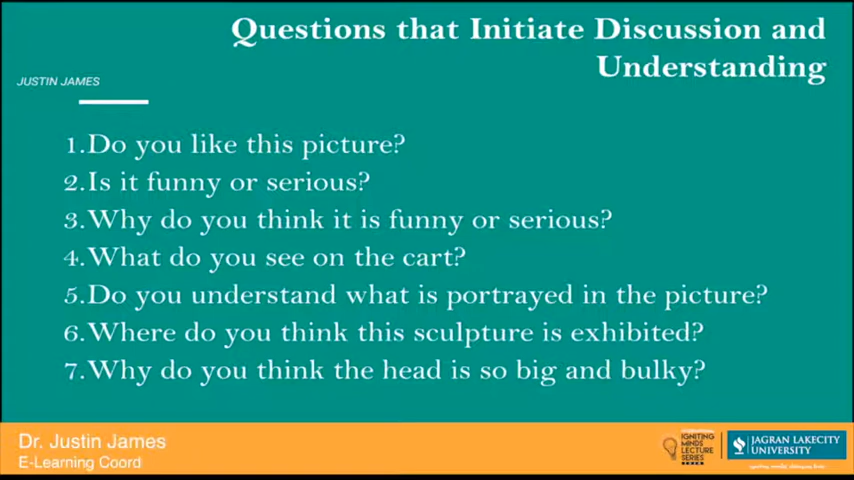 Questions that Initiate Discussion and
Understanding
JUSTIN JAMES
1.Do you like this picture?
2.Is it funny or serious?
3.Why do you think it is funny or serious?
4.What do you see on the cart?
5.Do you understand what is portrayed in the picture?
6.Where do you think this sculpture is exhibited?
7.Why do you think the head is so big and bulky?
Dr. Justin James
E-Learning Coord
IGNITING
MINDS
LECTURE
SERIES
JAGRAN LAKECITY
UNIVERSITY